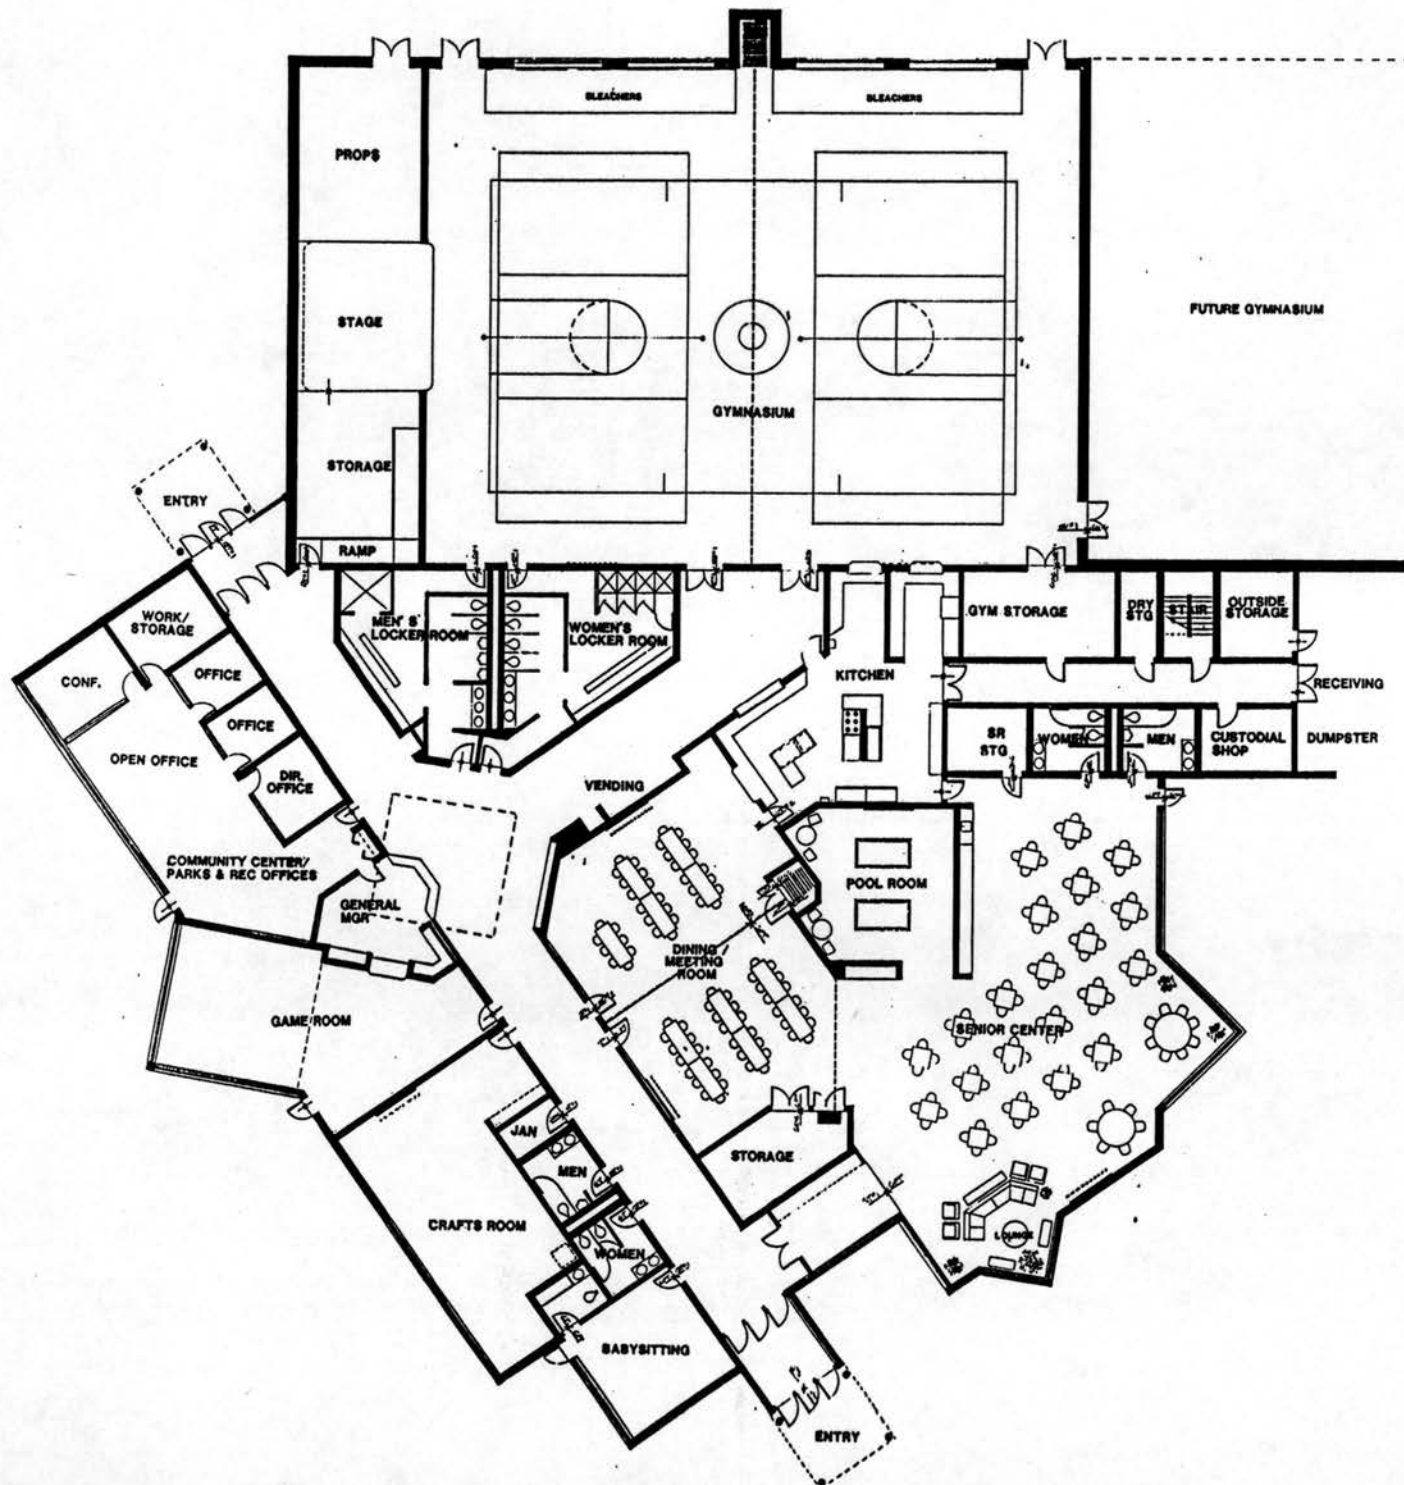 BLEACHERS
BLEACHERS
PROPS
STAGE
FUTURE GYMNASIUM
GYMNASIUM
STORAGE
ENTRY
RAMP
WORK/
STORAGE
MEN'S
LOCKER ROOM
WOMEN'S
LOCKER ROOM
GYM STORAGE
DRY
STG
STAIR
OUTSIDE
STORAGE
CONF.
OFFICE
KITCHEN
RECEIVING
OFFICE
OPEN OFFICE
SR
STG
WOMEN
MEN
CUSTODIAL
SHOP
DUMPSTER
DIR.
OFFICE
VENDING
COMMUNITY CENTER/
PARKS & REC OFFICES
GENERAL
MGR
POOL ROOM
DINING
MEETING
ROOM
GAME ROOM
SENIOR CENTER
JAN
STORAGE
MEN
CRAFTS ROOM
WOMEN
LOUNGE
BABYSITTING
ENTRY